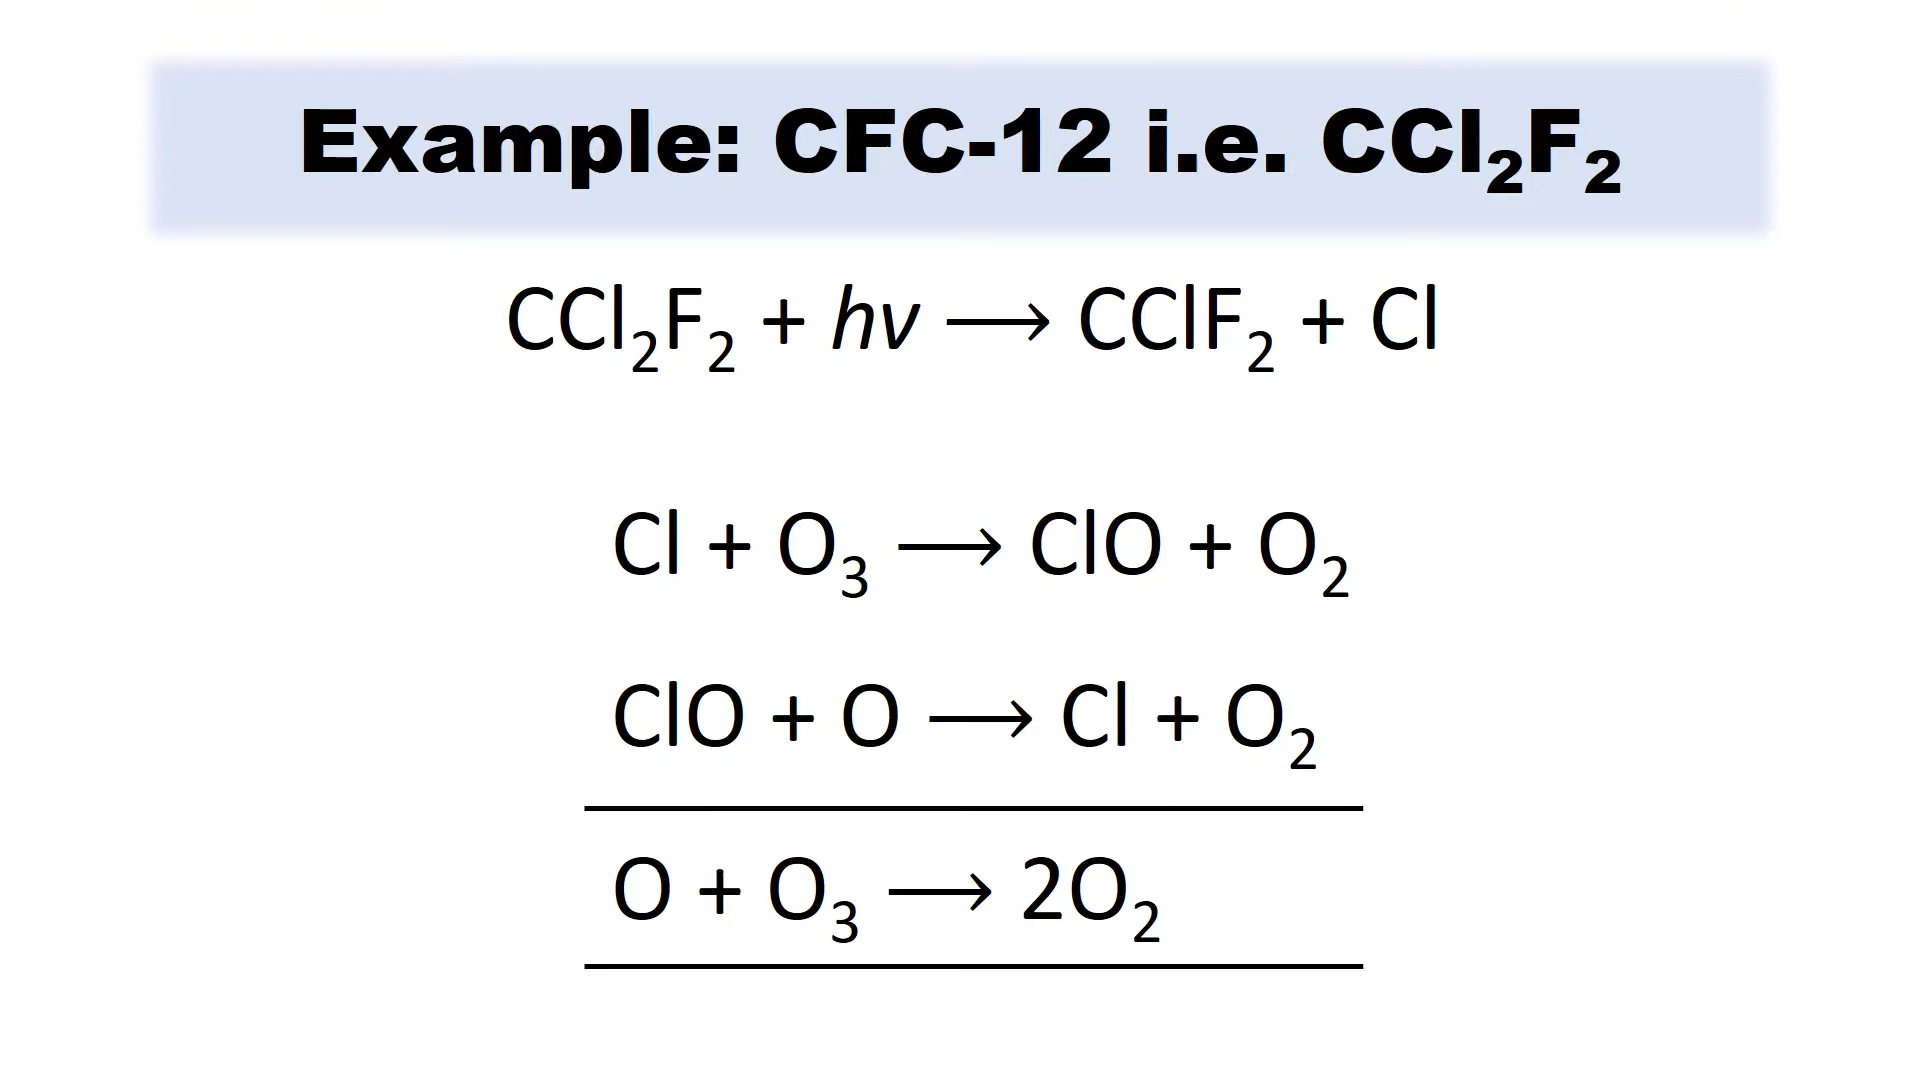 Example: CFC-12 i.e. CCl₂F₂
CCl₂F₂ + hν ⟶ CClF₂ + Cl
Cl + O₃ ⟶ ClO + O₂
ClO + O ⟶ Cl + O₂
O + O₃ ⟶ 2O₂